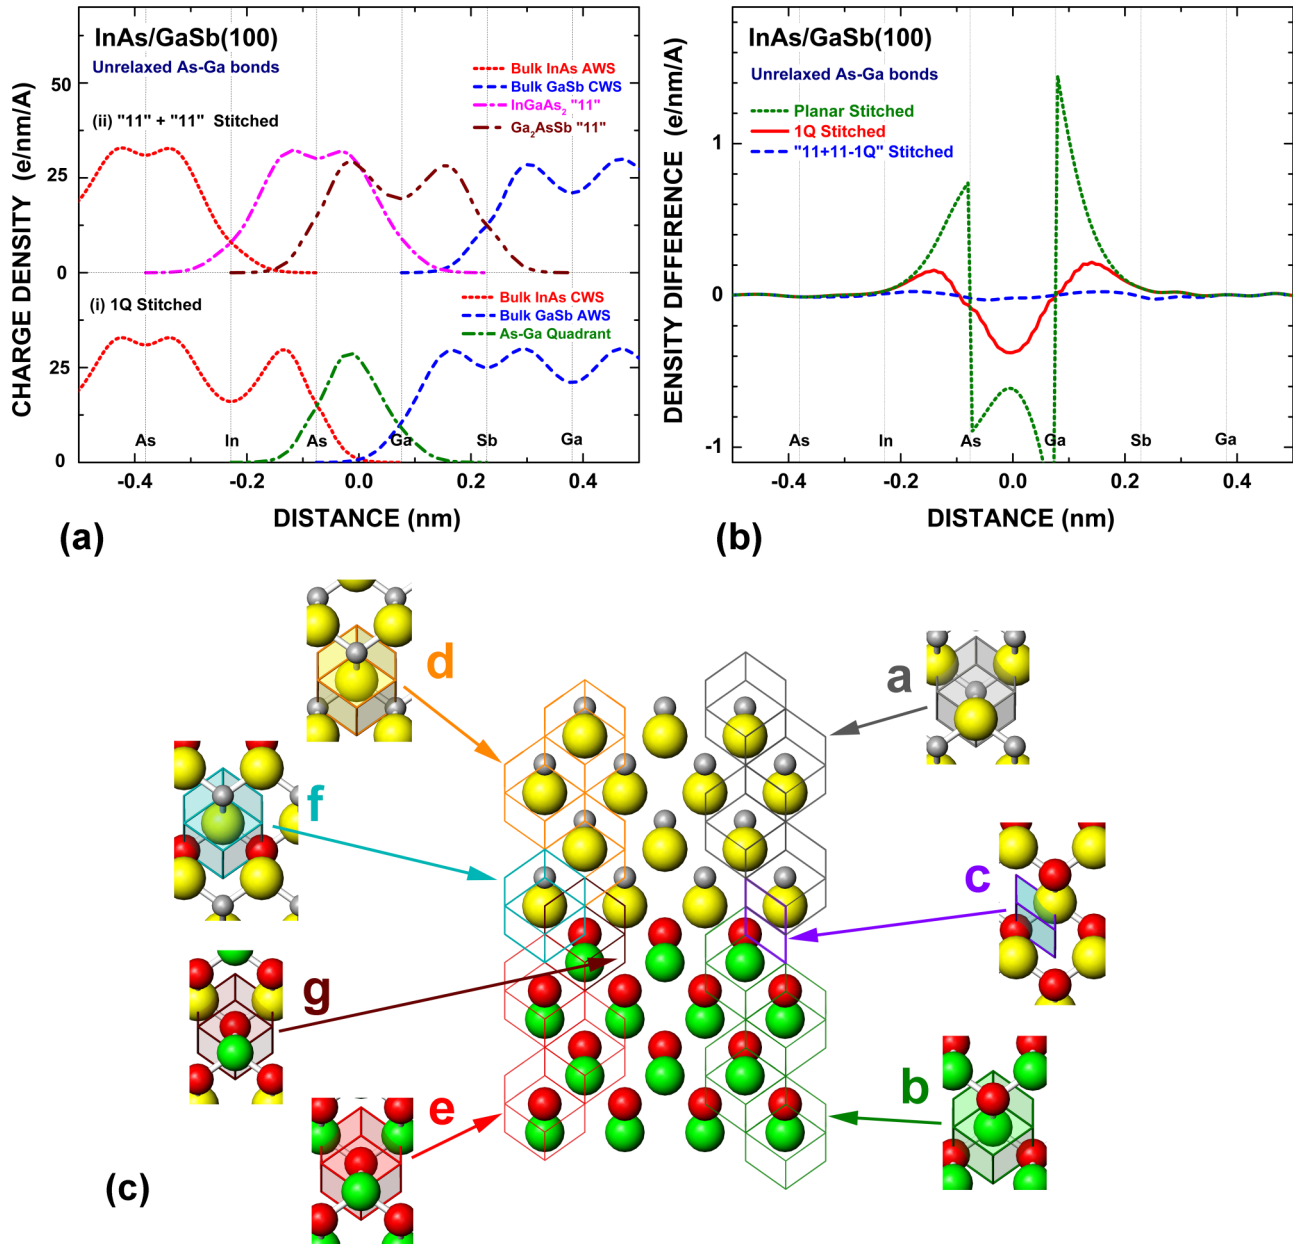 InAs/GaSb(100)
Unrelaxed As-Ga bonds
Bulk InAs AWS
Bulk GaSb CWS
InGaAs₂ "11"
Ga₂AsSb "11"
(ii) "11" + "11" Stitched
50
25
0
(i) 1Q Stitched
Bulk InAs CWS
Bulk GaSb AWS
As-Ga Quadrant
25
0
As In As Ga Sb Ga
-0.4 -0.2 0.0 0.2 0.4
DISTANCE (nm)
CHARGE DENSITY (e/nm/A)
(a)
InAs/GaSb(100)
Unrelaxed As-Ga bonds
Planar Stitched
1Q Stitched
"11+11-1Q" Stitched
1
0
-1
As In As Ga Sb Ga
-0.4 -0.2 0.0 0.2 0.4
DISTANCE (nm)
DENSITY DIFFERENCE (e/nm/A)
(b)
d
a
f
c
g
b
e
(c)